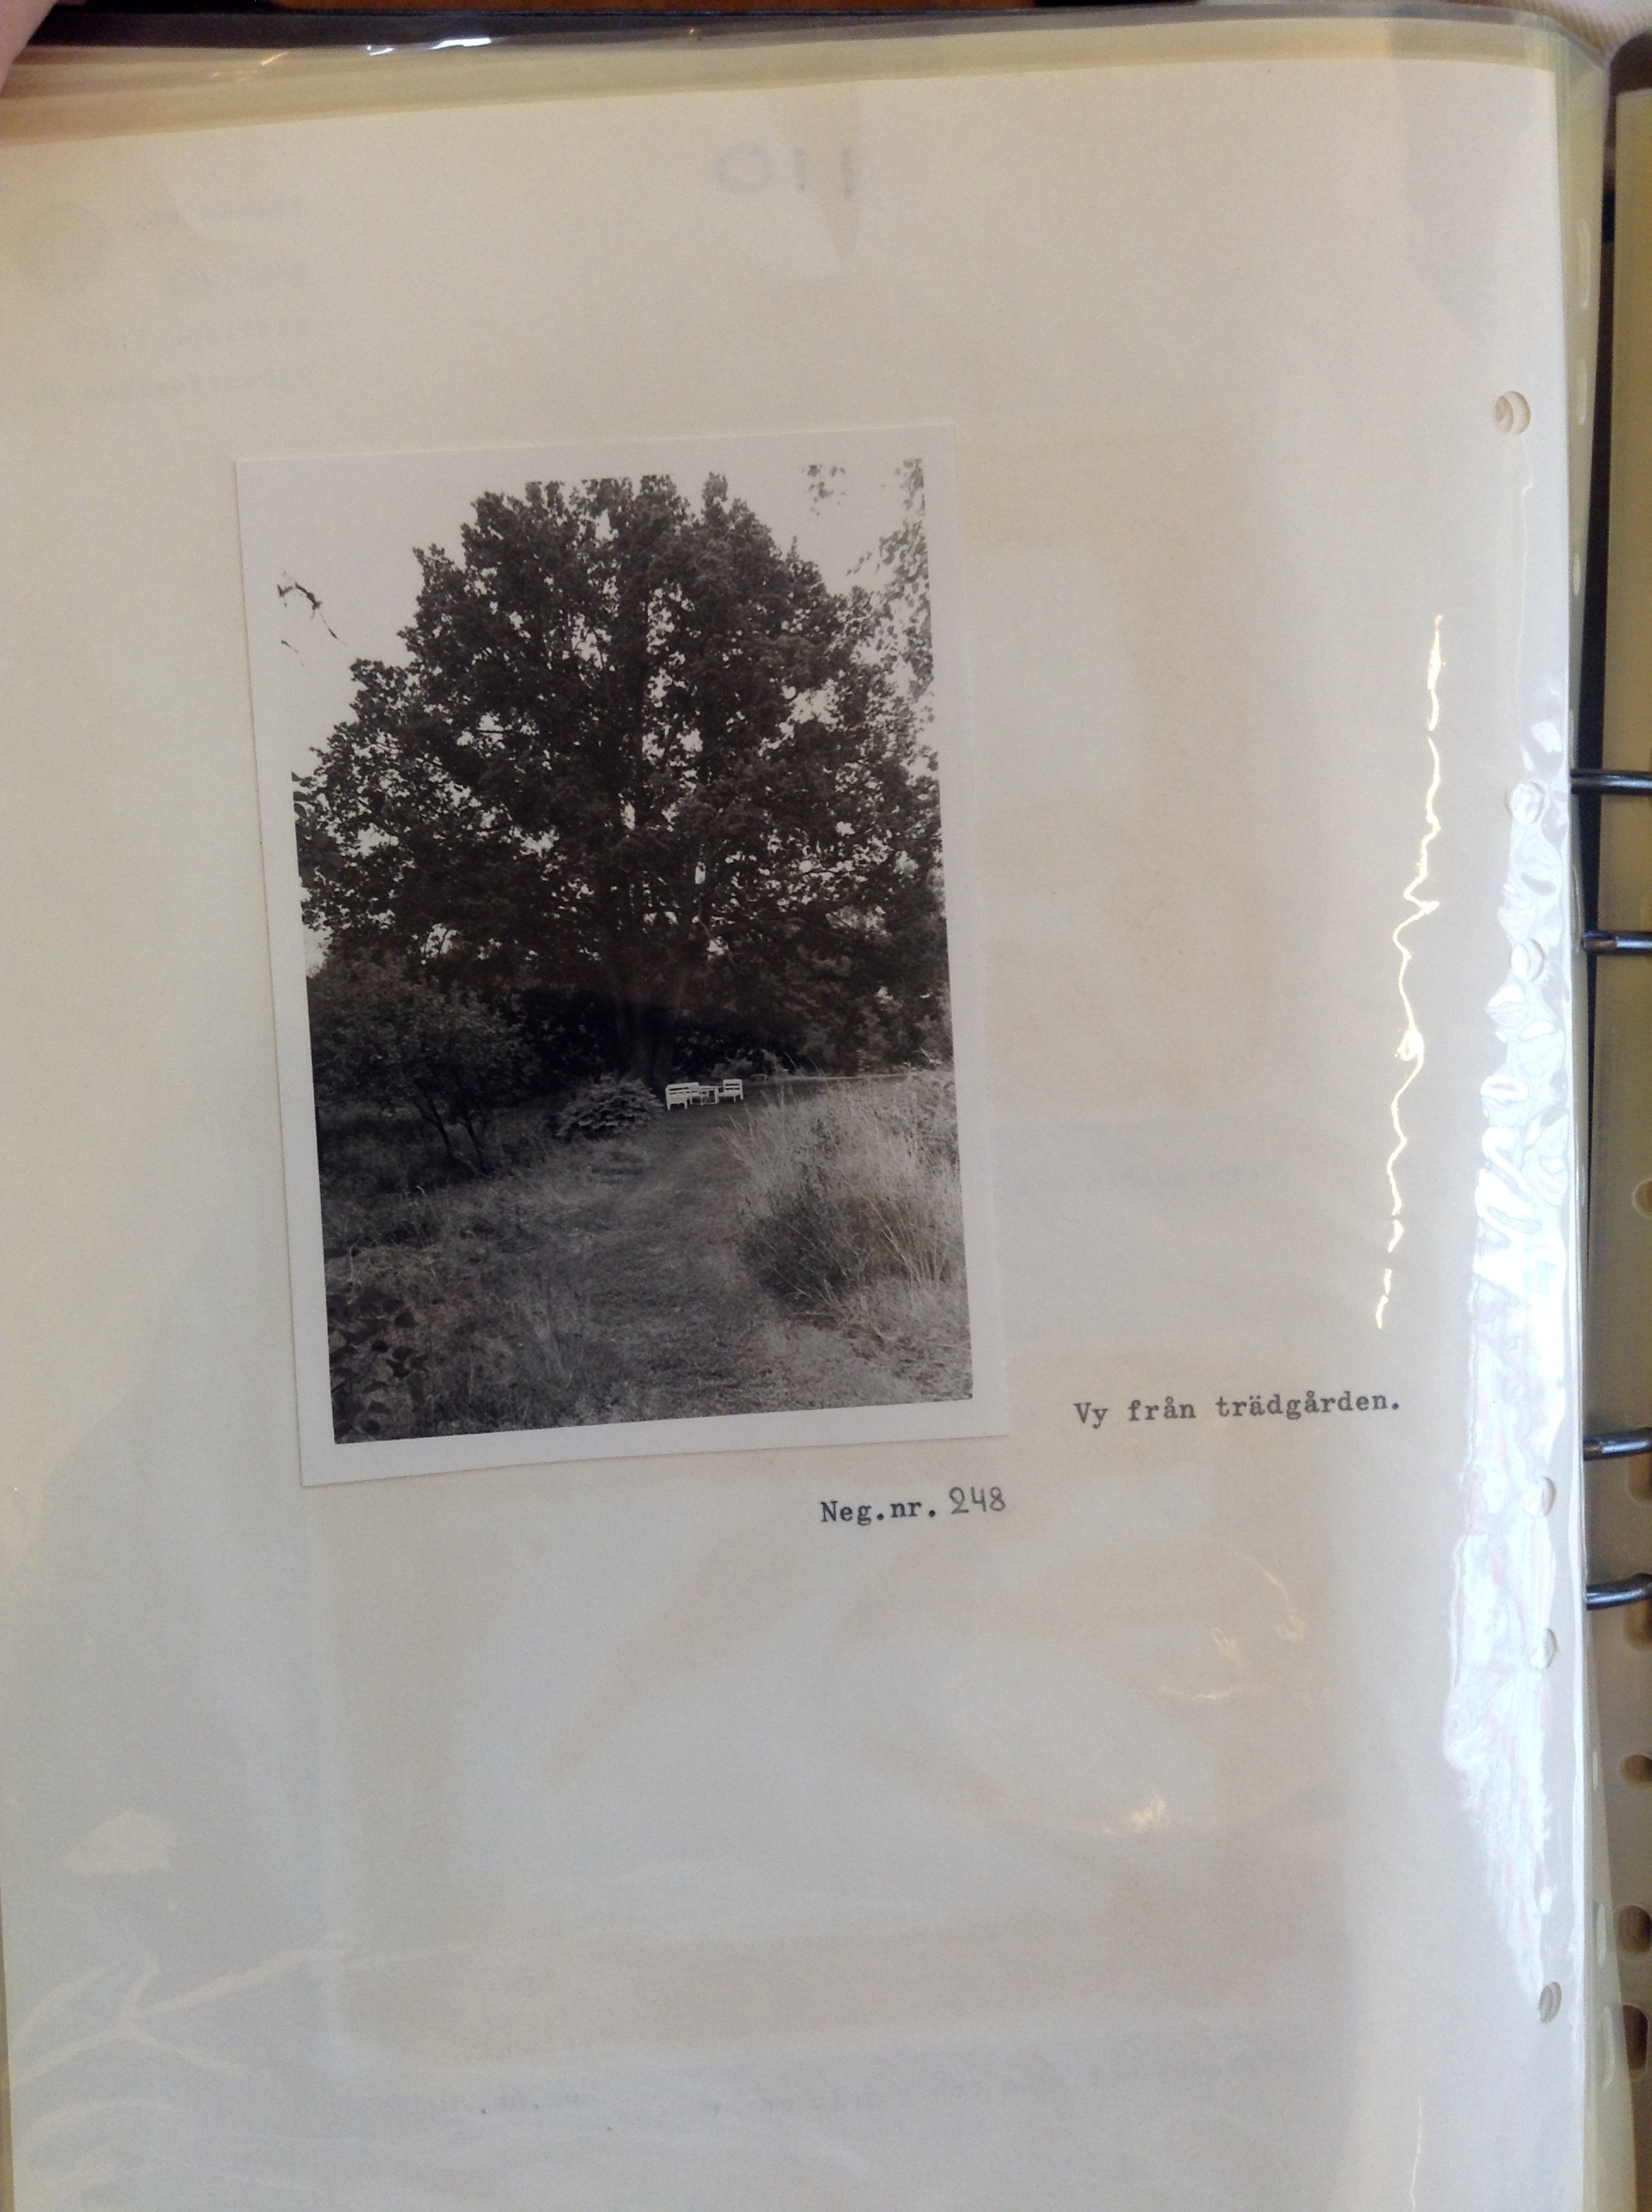 Vy från trädgården.
Neg.nr. 248